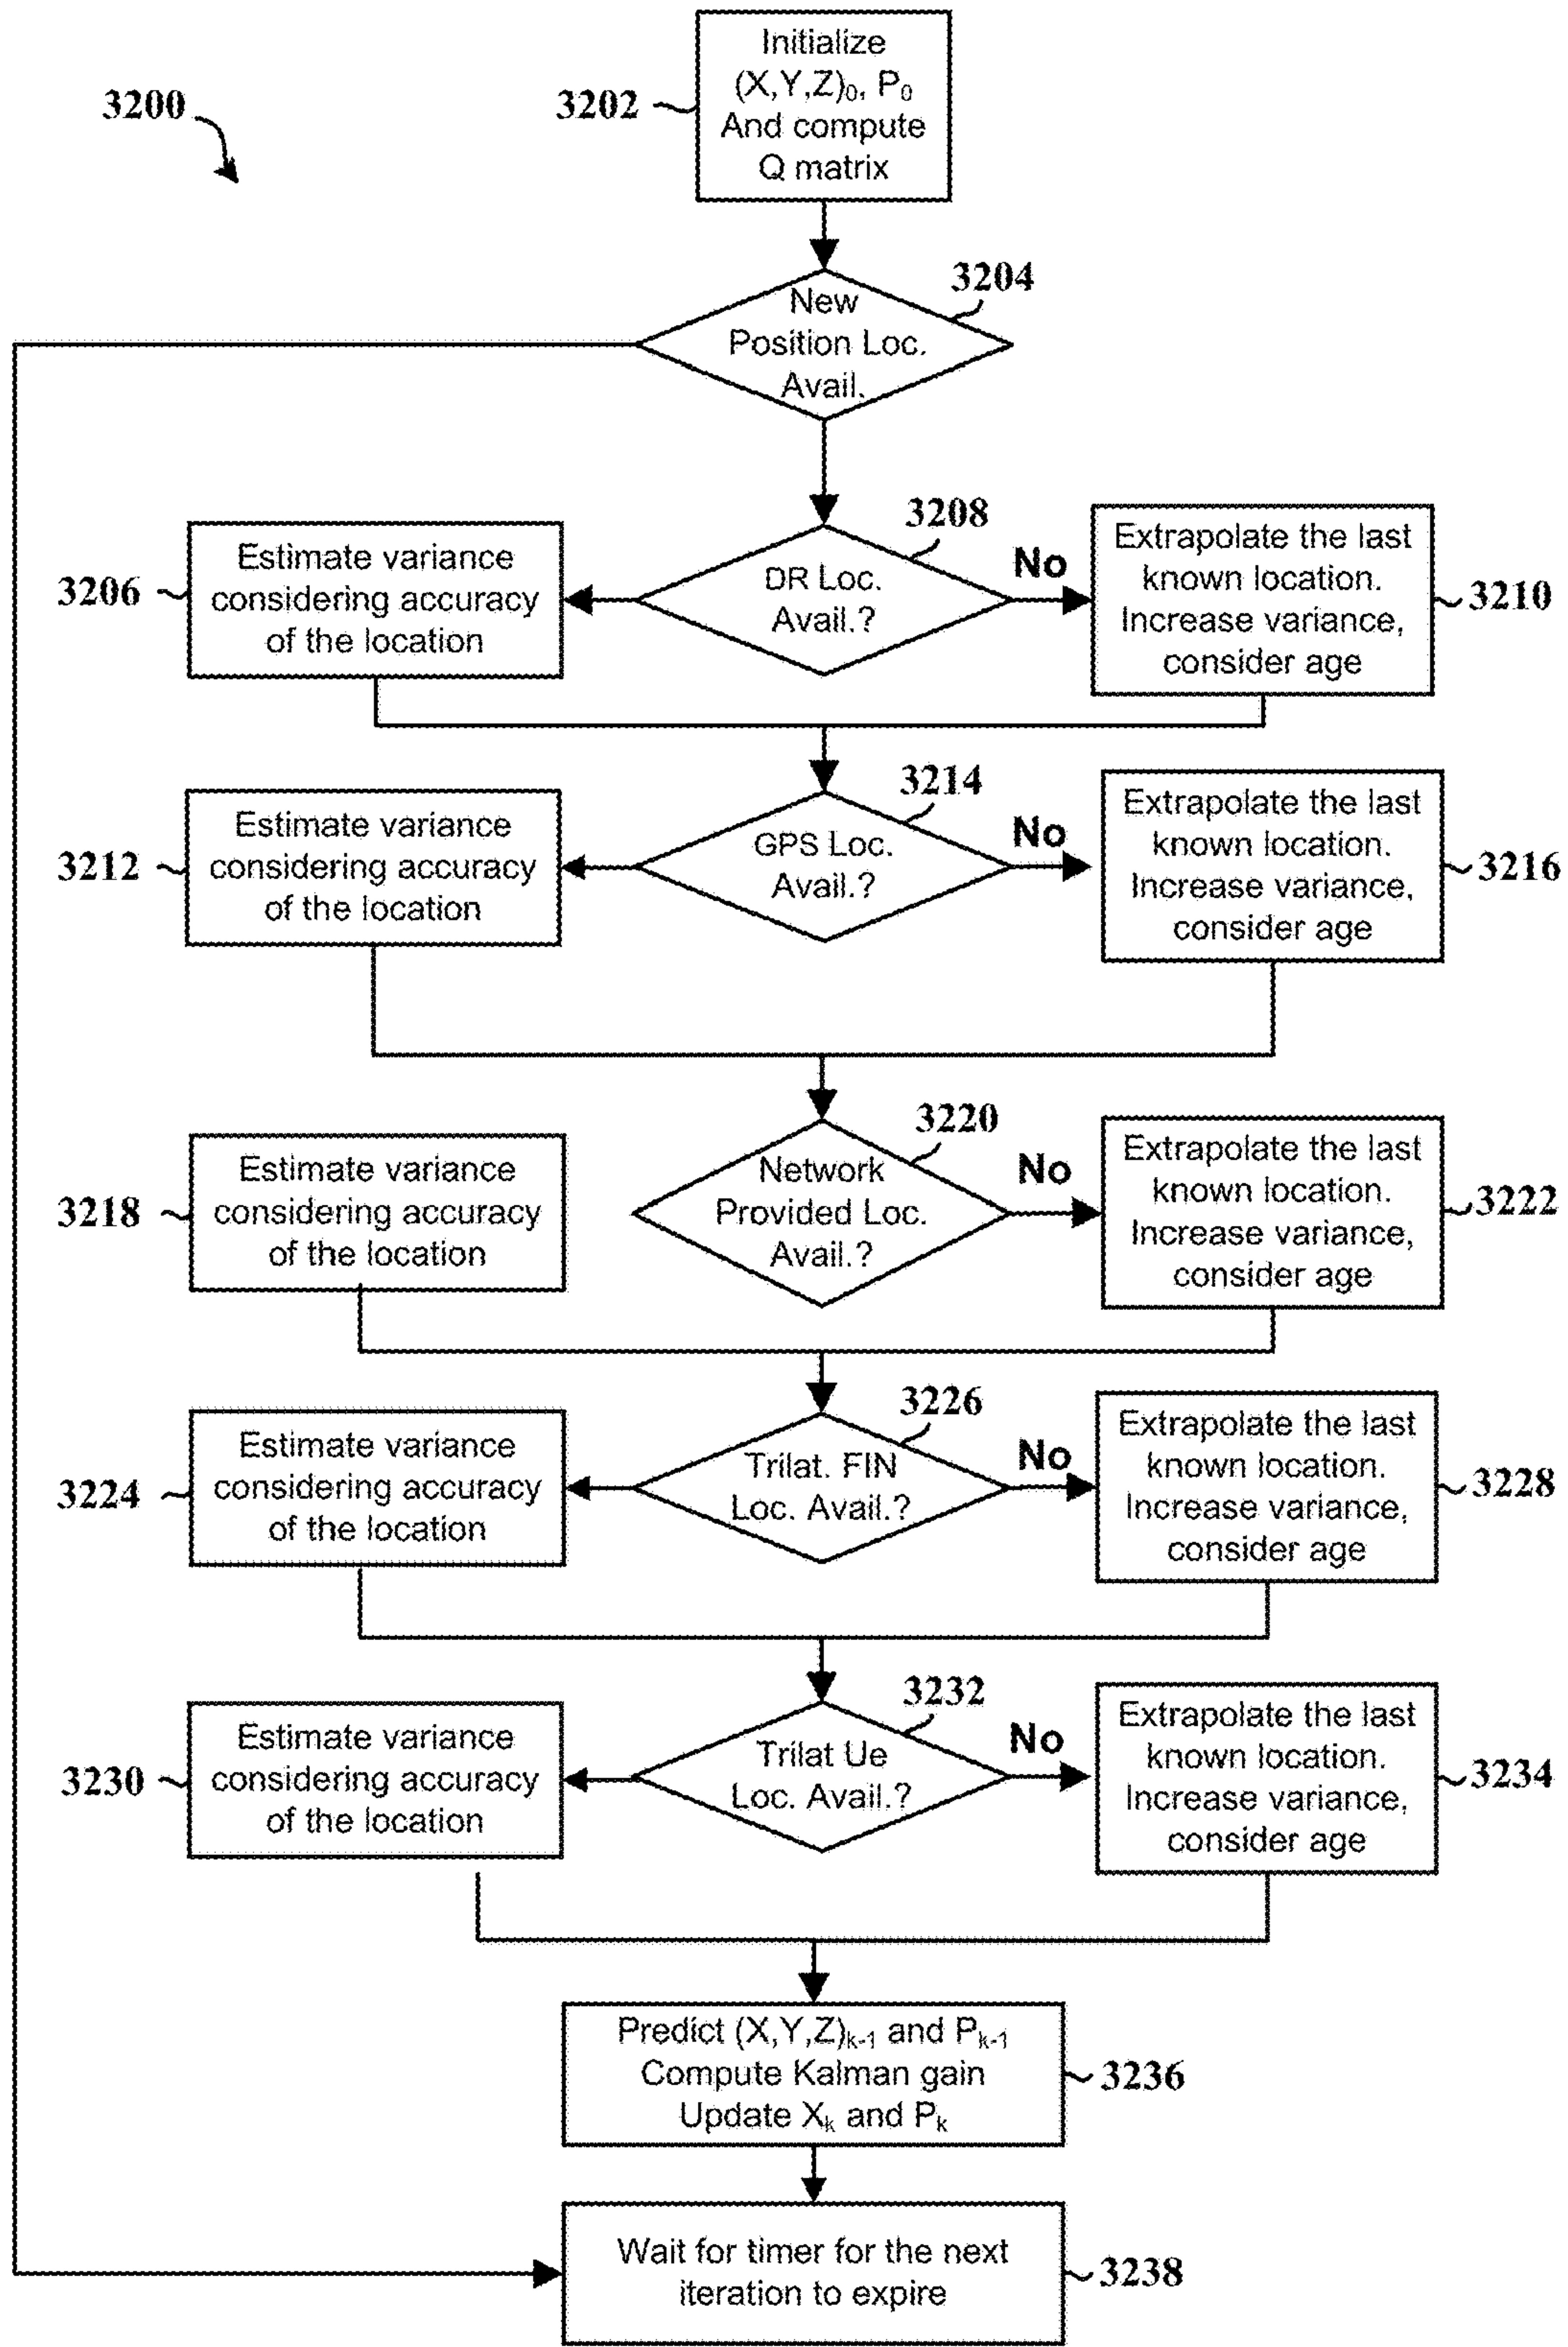 3200
3202
Initialize
(X,Y,Z)₀, P₀
And compute
Q matrix
3204
New
Position Loc.
Avail.
3206
Estimate variance
considering accuracy
of the location
3208
DR Loc.
Avail.?
No
Extrapolate the last
known location.
Increase variance,
consider age
3210
3212
Estimate variance
considering accuracy
of the location
3214
GPS Loc.
Avail.?
No
Extrapolate the last
known location.
Increase variance,
consider age
3216
3218
Estimate variance
considering accuracy
of the location
3220
Network
Provided Loc.
Avail.?
No
Extrapolate the last
known location.
Increase variance,
consider age
3222
3224
Estimate variance
considering accuracy
of the location
3226
Trilat. FIN
Loc. Avail.?
No
Extrapolate the last
known location.
Increase variance,
consider age
3228
3230
Estimate variance
considering accuracy
of the location
3232
Trilat Ue
Loc. Avail.?
No
Extrapolate the last
known location.
Increase variance,
consider age
3234
Predict (X,Y,Z)ₖ₋₁ and Pₖ₋₁
Compute Kalman gain
Update Xₖ and Pₖ
3236
Wait for timer for the next
iteration to expire
3238